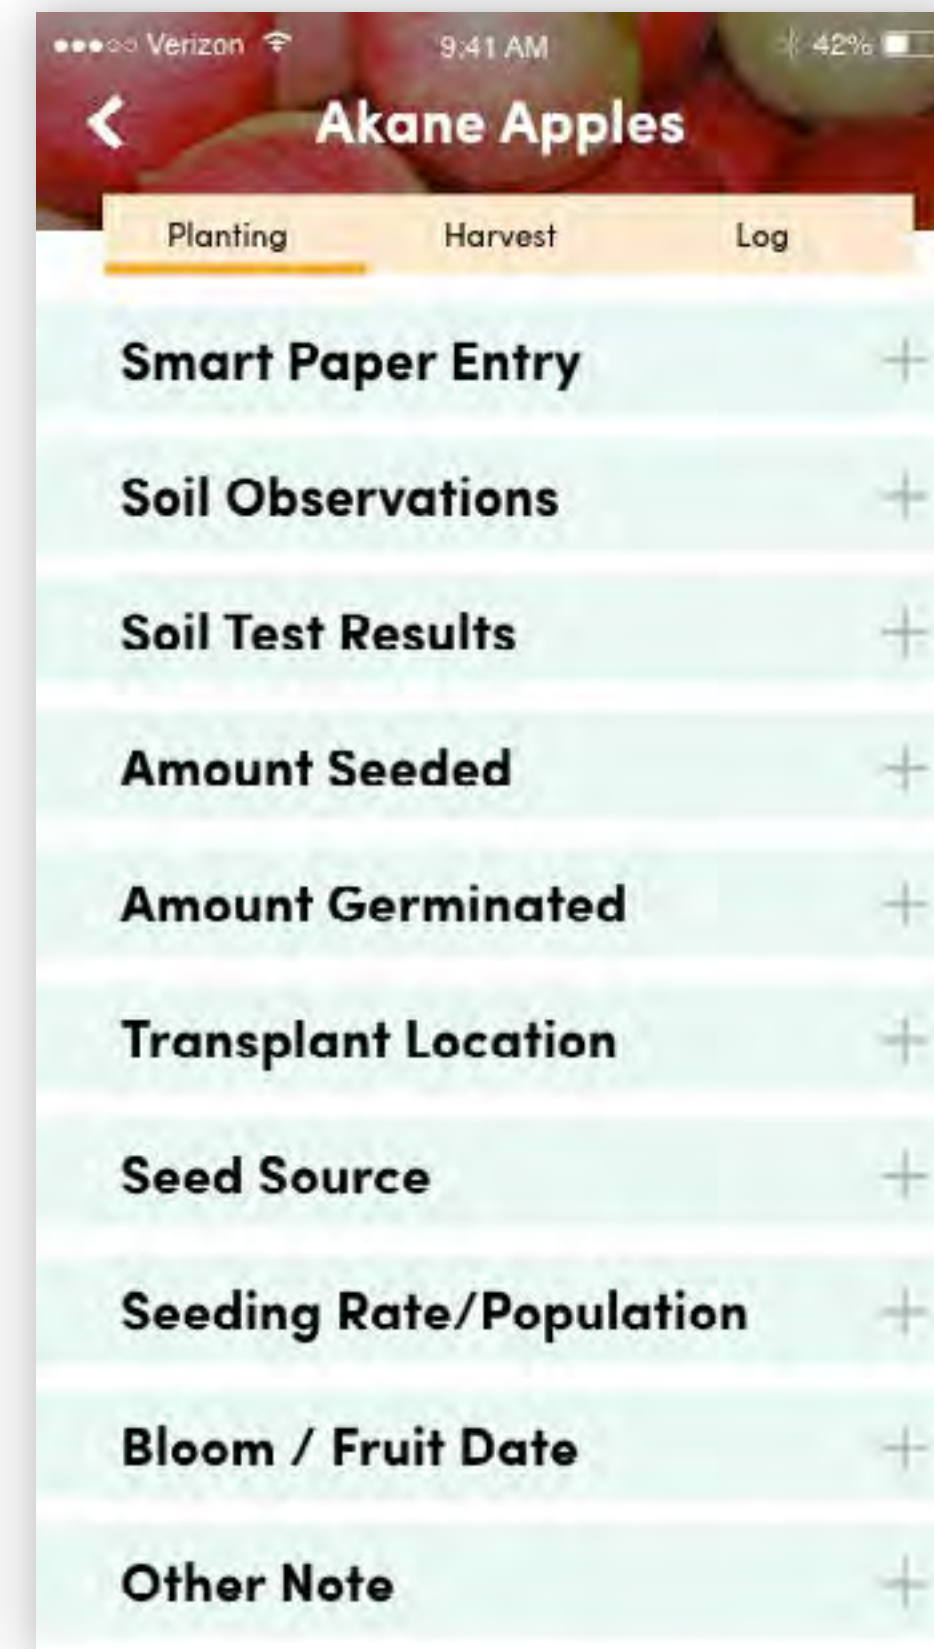 Verizon 9:41 AM 42%
Akane Apples
Planting Harvest Log
Smart Paper Entry
Soil Observations
Soil Test Results
Amount Seeded
Amount Germinated
Transplant Location
Seed Source
Seeding Rate/Population
Bloom / Fruit Date
Other Note